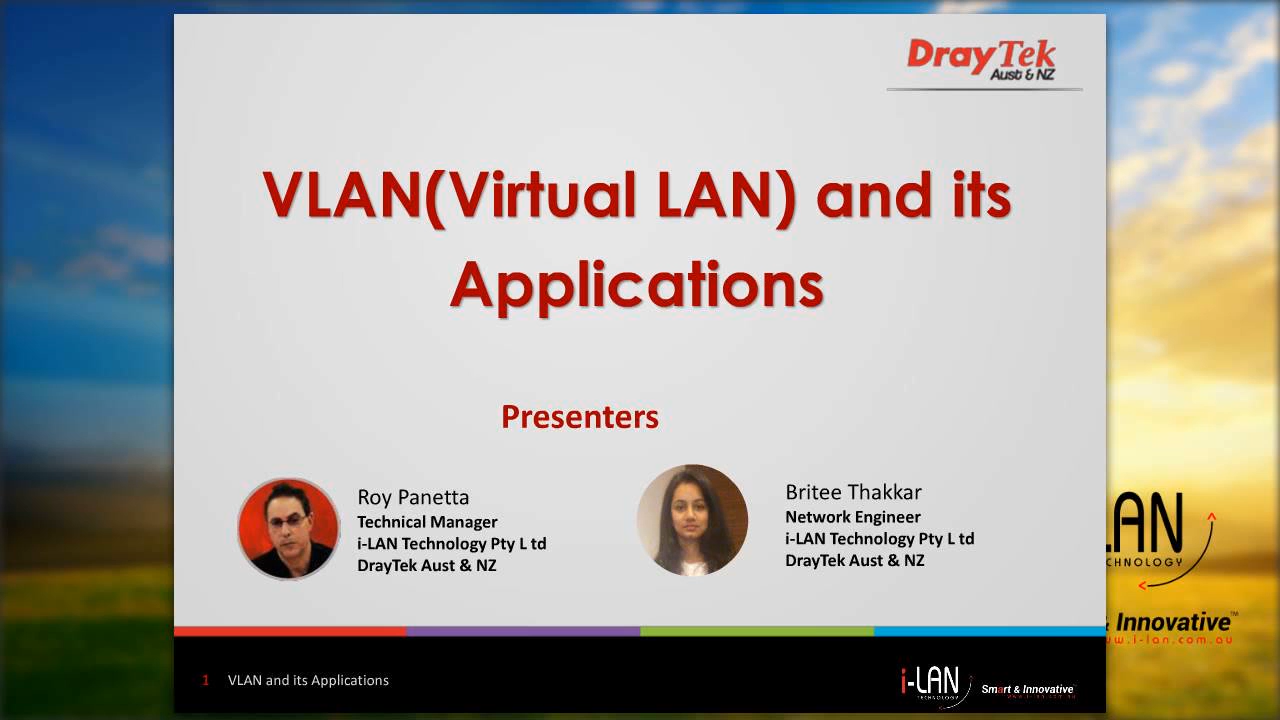 DrayTek
Aust & NZ
VLAN(Virtual LAN) and its
Applications
Presenters
Roy Panetta
Technical Manager
i-LAN Technology Pty L td
DrayTek Aust & NZ
Britee Thakkar
Network Engineer
i-LAN Technology Pty L td
DrayTek Aust & NZ
LAN
CHNOLOGY
& Innovative™
w.i-lan.com.au
1 VLAN and its Applications
i-LAN
TECHNOLOGY
Smart & Innovative